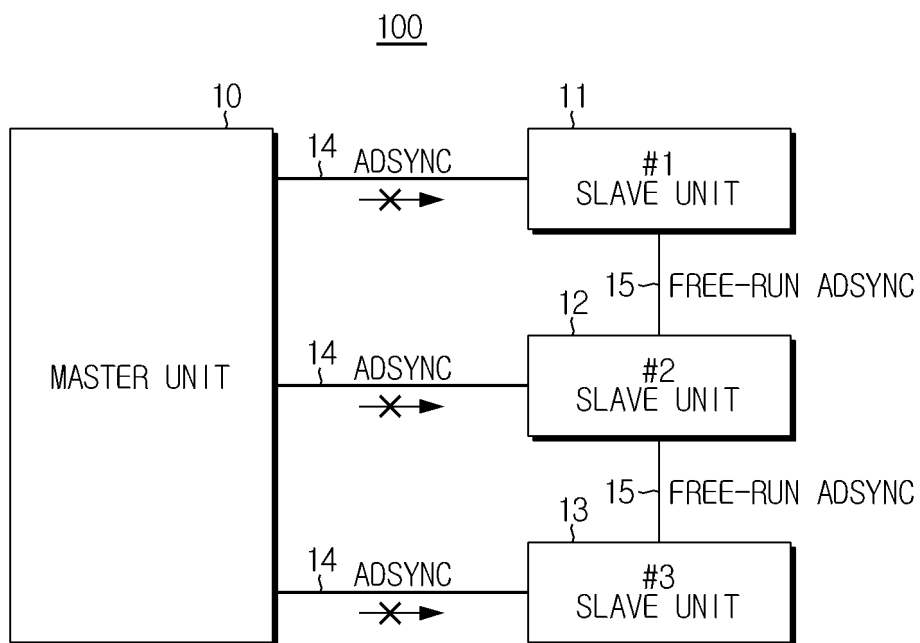 100
10
11
14 ADSYNC
#1
SLAVE UNIT
15 FREE-RUN ADSYNC
12
14 ADSYNC
MASTER UNIT
#2
SLAVE UNIT
15 FREE-RUN ADSYNC
13
14 ADSYNC
#3
SLAVE UNIT